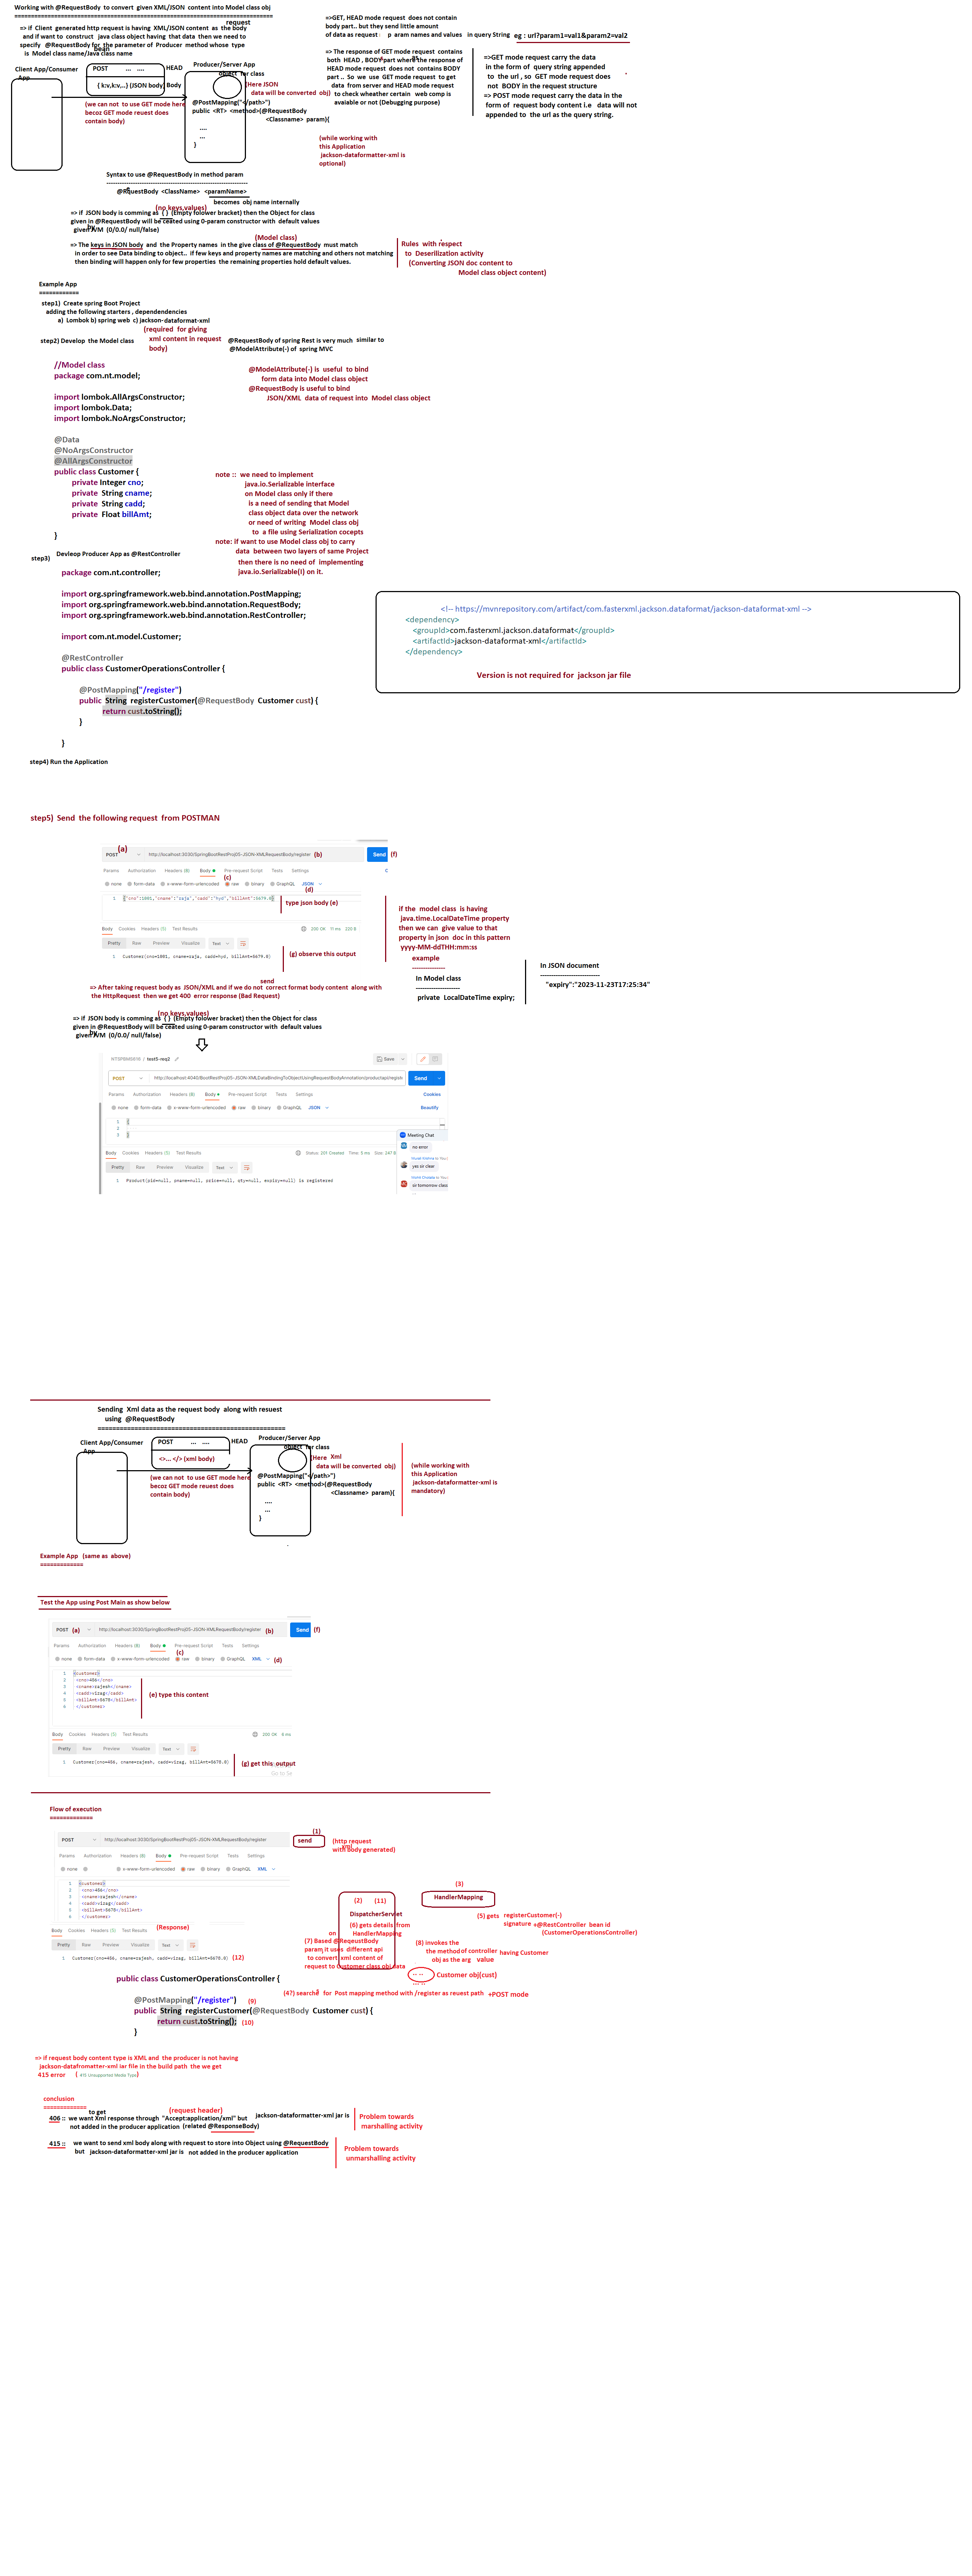 Working with @RequestBody to convert given XML/JSON content into Model class obj
======================================================================
request
=> if Client generated http request is having XML/JSON content as the body
and if want to construct java class object having that data then we need to
specify @RequestBody for the parameter of Producer method whose type
is Model class name/Java class name
bean
Client App/Consumer
App
POST ... .... HEAD
{ k:v,k:v,..} (JSON body) Body
(we can not to use GET mode here
becoz GET mode reuest does
contain body)
Producer/Server App
object for class
(Here JSON
data will be converted obj)
@PostMapping("</path>")
public <RT> <method>(@RequestBody
<Classname> param){
....
...
}
=>GET, HEAD mode request does not contain
body part.. but they send little amount
of data as request p param names and values in query String eg : url?param1=val1&param2=val2
=> The response of GET mode request contains
both HEAD , BODY part where the response of
HEAD mode request does not contains BODY
part .. So we use GET mode request to get
data from server and HEAD mode request
to check wheather certain web comp is
avaiable or not (Debugging purpose)
=>GET mode request carry the data
in the form of query string appended
to the url , so GET mode request does
not BODY in the request structure
=> POST mode request carry the data in the
form of request body content i.e data will not
appended to the url as the query string.
(while working with
this Application
jackson-dataformatter-xml is
optional)
Syntax to use @RequestBody in method param
------------------------------------------------------------
@RquestBody <ClassName> <paramName>
e
becomes obj name internally
(no keys,values)
=> if JSON body is comming as { } (Empty folower bracket) then the Object for class
given in @RequestBody will be ceated using 0-param constructor with default values
given JVM (0/0.0/ null/false)
by
(Model class)
=> The keys in JSON body and the Property names in the give class of @RequestBody must match
in order to see Data binding to object.. if few keys and property names are matching and others not matching
then binding will happen only for few properties the remaining properties hold default values.
Rules with respect
to Deserilization activity
(Converting JSON doc content to
Model class object content)
Example App
============
step1) Create spring Boot Project
adding the following starters , dependendencies
a) Lombok b) spring web c) jackson-dataformat-xml
(required for giving
xml content in request
body)
step2) Develop the Model class
@RequestBody of spring Rest is very much similar to
@ModelAttribute(-) of spring MVC
//Model class
package com.nt.model;
import lombok.AllArgsConstructor;
import lombok.Data;
import lombok.NoArgsConstructor;
@Data
@NoArgsConstructor
@AllArgsConstructor
public class Customer {
private Integer cno;
private String cname;
private String cadd;
private Float billAmt;
}
@ModelAttribute(-) is useful to bind
form data into Model class object
@RequestBody is useful to bind
JSON/XML data of request into Model class object
note :: we need to implement
java.io.Serializable interface
on Model class only if there
is a need of sending that Model
class object data over the network
or need of writing Model class obj
to a file using Serialization cocepts
note: if want to use Model class obj to carry
data between two layers of same Project
then there is no need of implementing
java.io.Serializable(I) on it.
step3) Devleop Producer App as @RestController
package com.nt.controller;
import org.springframework.web.bind.annotation.PostMapping;
import org.springframework.web.bind.annotation.RequestBody;
import org.springframework.web.bind.annotation.RestController;
import com.nt.model.Customer;
@RestController
public class CustomerOperationsController {
@PostMapping("/register")
public String registerCustomer(@RequestBody Customer cust) {
return cust.toString();
}
}
<!-- https://mvnrepository.com/artifact/com.fasterxml.jackson.dataformat/jackson-dataformat-xml -->
<dependency>
<groupId>com.fasterxml.jackson.dataformat</groupId>
<artifactId>jackson-dataformat-xml</artifactId>
</dependency>
Version is not required for jackson jar file
step4) Run the Application
step5) Send the following request from POSTMAN
(a)
POST http://localhost:3030/SpringBootRestProj05-JSON-XMLRequestBody/register (b) Send (f)
Params Authorization Headers (8) Body Pre-request Script Tests Settings
(c)
none form-data x-www-form-urlencoded raw binary GraphQL JSON
(d)
1 {"cno":1001,"cname":"raja","cadd":"hyd","billAmt":5679.8}
type json body (e)
Body Cookies Headers (5) Test Results 200 OK 11 ms 220 B
Pretty Raw Preview Visualize Text
1 Customer(cno=1001, cname=raja, cadd=hyd, billAmt=5679.8)
(g) observe this output
if the model class is having
java.time.LocalDateTime property
then we can give value to that
property in json doc in this pattern
yyyy-MM-ddTHH:mm:ss
example
--------------
In Model class
-------------------
private LocalDateTime expiry;
In JSON document
--------------------------
"expiry":"2023-11-23T17:25:34"
send
=> After taking request body as JSON/XML and if we do not correct format body content along with
the HttpRequest then we get 400 error response (Bad Request)
(no keys,values)
=> if JSON body is comming as { } (Empty folower bracket) then the Object for class
given in @RequestBody will be ceated using 0-param constructor with default values
given JVM (0/0.0/ null/false)
by
/ test5-req2 Save
POST http://localhost:4040/BootRestProj05-JSON-XMLDataBindingToObjectUsingRequestBodyAnnotation/product/api/registe Send
Params Authorization Headers (8) Body Pre-request Script Tests Settings Cookies
none form-data x-www-form-urlencoded raw binary GraphQL JSON Beautify
1 {
2
3 }
Meeting Chat
no error
yes sir clear
sir tomorrow class
Body Cookies Headers (5) Test Results Status: 201 Created Time: 5 ms Size: 247 B
Pretty Raw Preview Visualize Text
1 Product(pid=null, pname=null, price=null, qty=null, expiry=null) is registered
Sending Xml data as the request body along with resuest
using @RequestBody
==================================================
Client App/Consumer
App
POST ... .... HEAD
<>... </> (xml body)
(we can not to use GET mode here
becoz GET mode reuest does
contain body)
Producer/Server App
object for class
(Here Xml
data will be converted obj)
@PostMapping("</path>")
public <RT> <method>(@RequestBody
<Classname> param){
....
...
}
(while working with
this Application
jackson-dataformatter-xml is
mandatory)
Example App (same as above)
============
Test the App using Post Main as show below
POST (a) http://localhost:3030/SpringBootRestProj05-JSON-XMLRequestBody/register (b) Send (f)
Params Authorization Headers (8) Body Pre-request Script Tests Settings
(c)
none form-data x-www-form-urlencoded raw binary GraphQL XML (d)
1 <customer>
2 <cno>456</cno>
3 <cname>rajesh</cname>
4 <cadd>vizag</cadd>
5 <billAmt>5678</billAmt>
6 </customer>
(e) type this content
Body Cookies Headers (5) Test Results 200 OK 8 ms
Pretty Raw Preview Visualize Text
1 Customer(cno=456, cname=rajesh, cadd=vizag, billAmt=5678.0)
(g) get this output
Go to Se
Flow of execution
============
(1)
POST http://localhost:3030/SpringBootRestProj05-JSON-XMLRequestBody/register send
(http request
xml
with body generated)
Params Authorization Headers (8) Body Pre-request Script Tests Settings
none x-www-form-urlencoded raw binary GraphQL XML
1 <customer>
2 <cno>456</cno>
3 <cname>rajesh</cname>
4 <cadd>vizag</cadd>
5 <billAmt>5678</billAmt>
6 </customer>
Body Cookies Headers (5) Test Results (Response)
Pretty Raw Preview Visualize Text
1 Customer(cno=456, cname=rajesh, cadd=vizag, billAmt=5678.0) (12)
(2) (11)
DispatcherServlet
(6) gets details from
HandlerMapping
on
(7) Based @ReqeustBody
param,it uses different api
to convert xml content of
request to Customer class obj data
(3)
HandlerMapping
(5) gets registerCustomer(-)
signature +@RestController bean id
(CustomerOperationsController)
(8) invokes the
the method of controller having Customer
obj as the arg value
... ... Customer obj(cust)
(4?) searche for Post mapping method with /register as reuest path +POST mode
public class CustomerOperationsController {
@PostMapping("/register") (9)
public String registerCustomer(@RequestBody Customer cust) {
return cust.toString(); (10)
}
=> if request body content type is XML and the producer is not having
jackson-datafromatter-xml jar file in the build path the we get
415 error ( 415 Unsupported Media Type)
conclusion
============
to get (request header)
406 :: we want Xml response through "Accept:application/xml" but jackson-dataformatter-xml jar is
not added in the producer application (related @ResponseBody)
Problem towards
marshalling activity
415 :: we want to send xml body along with request to store into Object using @RequestBody
but jackson-dataformatter-xml jar is not added in the producer application
Problem towards
unmarshalling activity